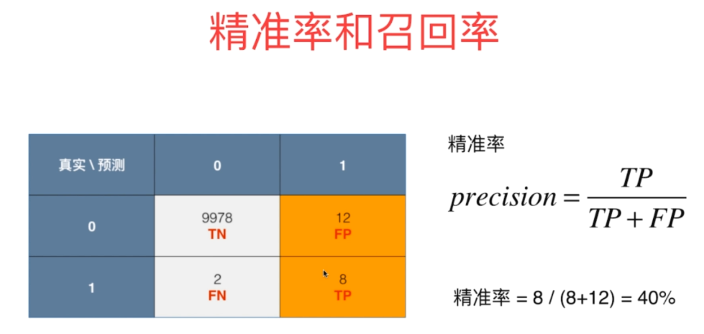 精准率和召回率
真实 \ 预测 0 1
0 9978 TN 12 FP
1 2 FN 8 TP
精准率
precision = TP / TP + FP
精准率 = 8 / (8+12) = 40%